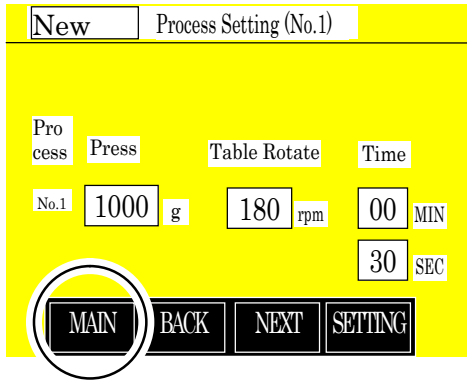 New Process Setting (No.1)
Pro
cess Press Table Rotate Time
No.1 1000 g 180 rpm 00 MIN
30 SEC
MAIN BACK NEXT SETTING